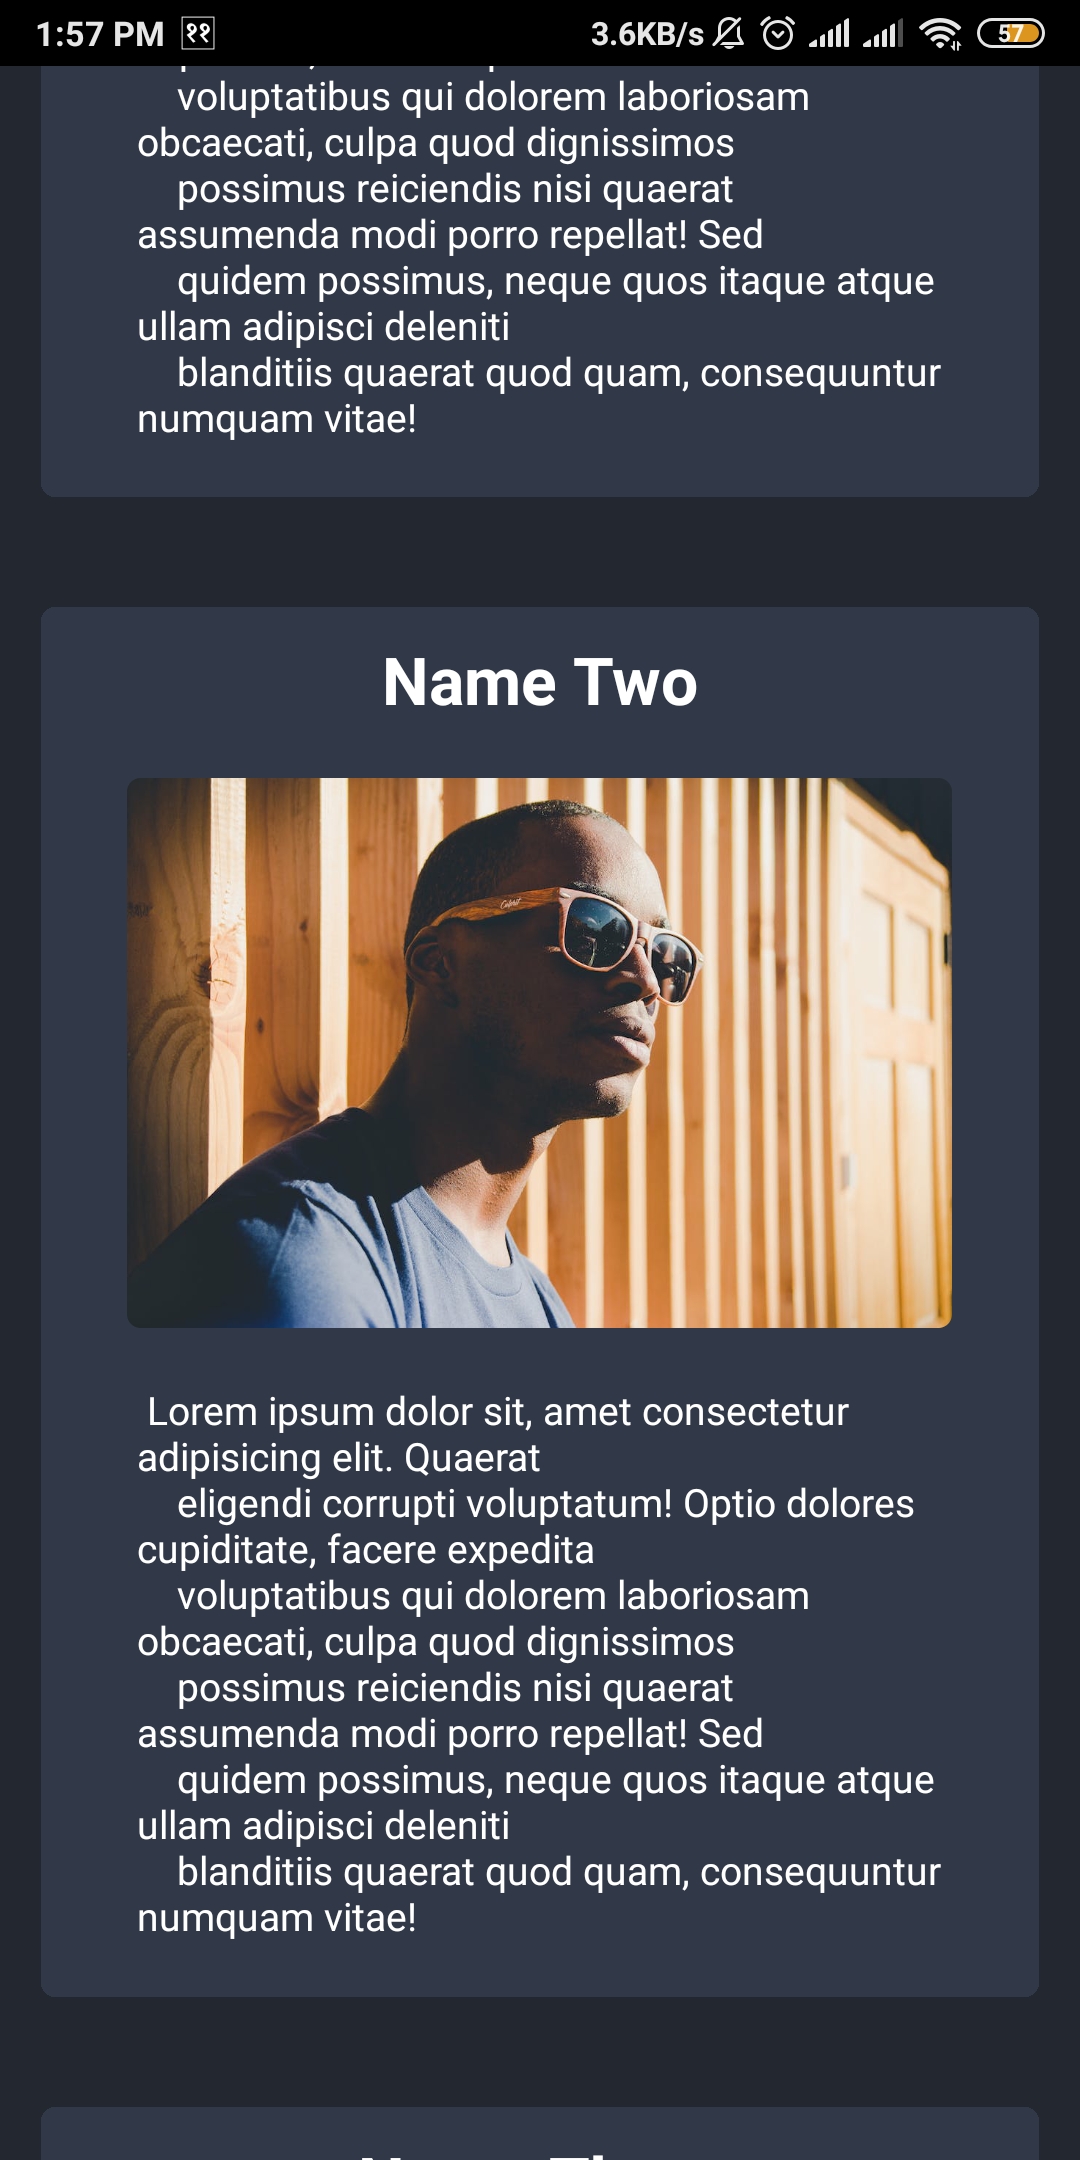 1:57 PM ११ 3.6KB/s 57
voluptatibus qui dolorem laboriosam
obcaecati, culpa quod dignissimos
possimus reiciendis nisi quaerat
assumenda modi porro repellat! Sed
quidem possimus, neque quos itaque atque
ullam adipisci deleniti
blanditiis quaerat quod quam, consequuntur
numquam vitae!
Name Two
Lorem ipsum dolor sit, amet consectetur
adipisicing elit. Quaerat
eligendi corrupti voluptatum! Optio dolores
cupiditate, facere expedita
voluptatibus qui dolorem laboriosam
obcaecati, culpa quod dignissimos
possimus reiciendis nisi quaerat
assumenda modi porro repellat! Sed
quidem possimus, neque quos itaque atque
ullam adipisci deleniti
blanditiis quaerat quod quam, consequuntur
numquam vitae!